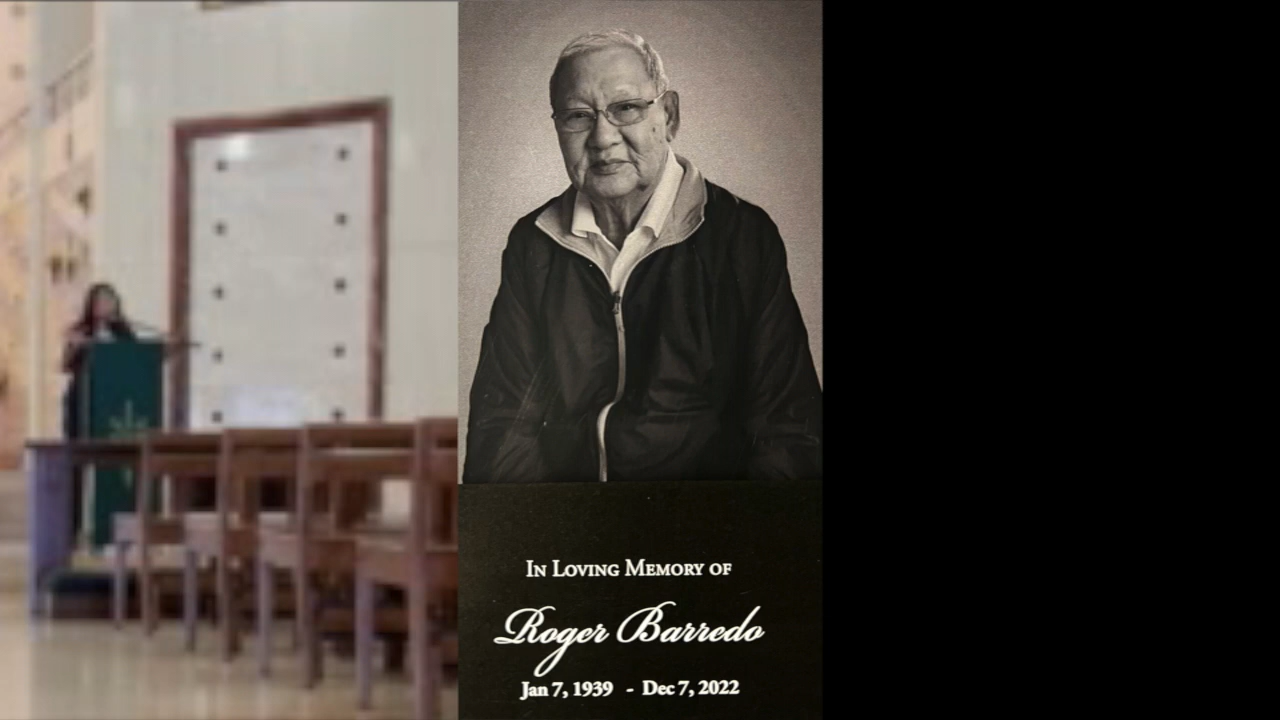 In Loving Memory of
Roger Barredo
Jan 7, 1939 - Dec 7, 2022